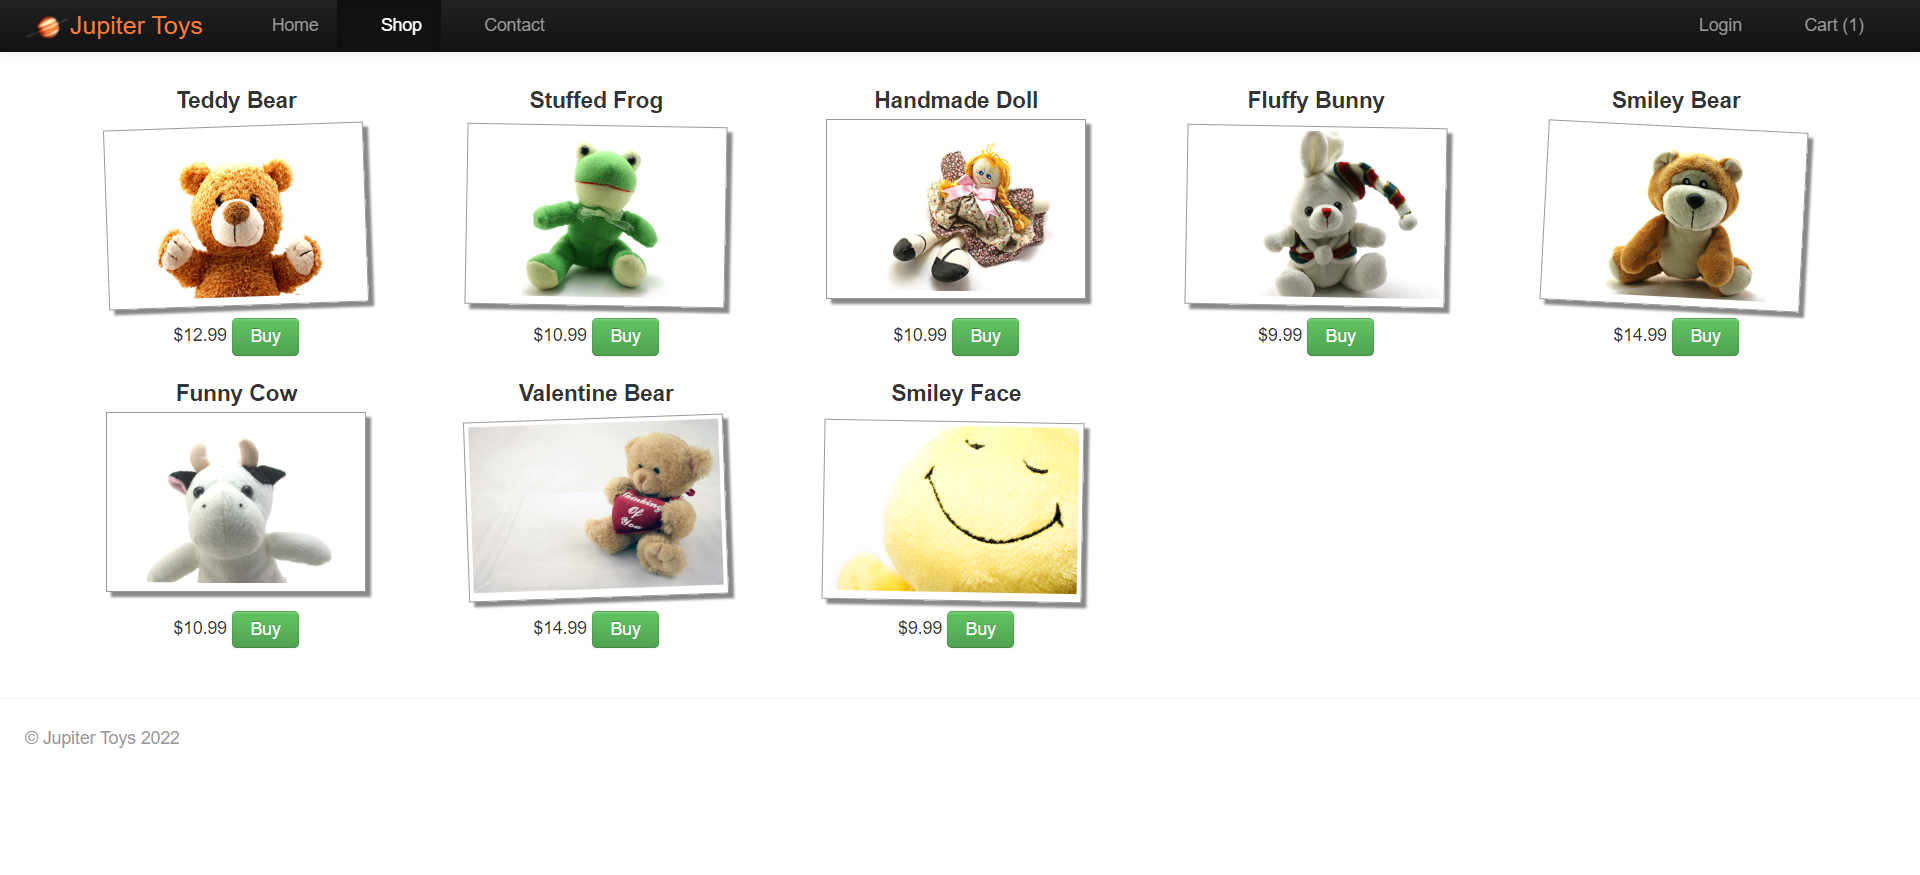 Jupiter Toys Home Shop Contact Login Cart (1)
Teddy Bear Stuffed Frog Handmade Doll Fluffy Bunny Smiley Bear
$12.99 Buy $10.99 Buy $10.99 Buy $9.99 Buy $14.99 Buy
Funny Cow Valentine Bear Smiley Face
Thinking
Of
You
$10.99 Buy $14.99 Buy $9.99 Buy
© Jupiter Toys 2022